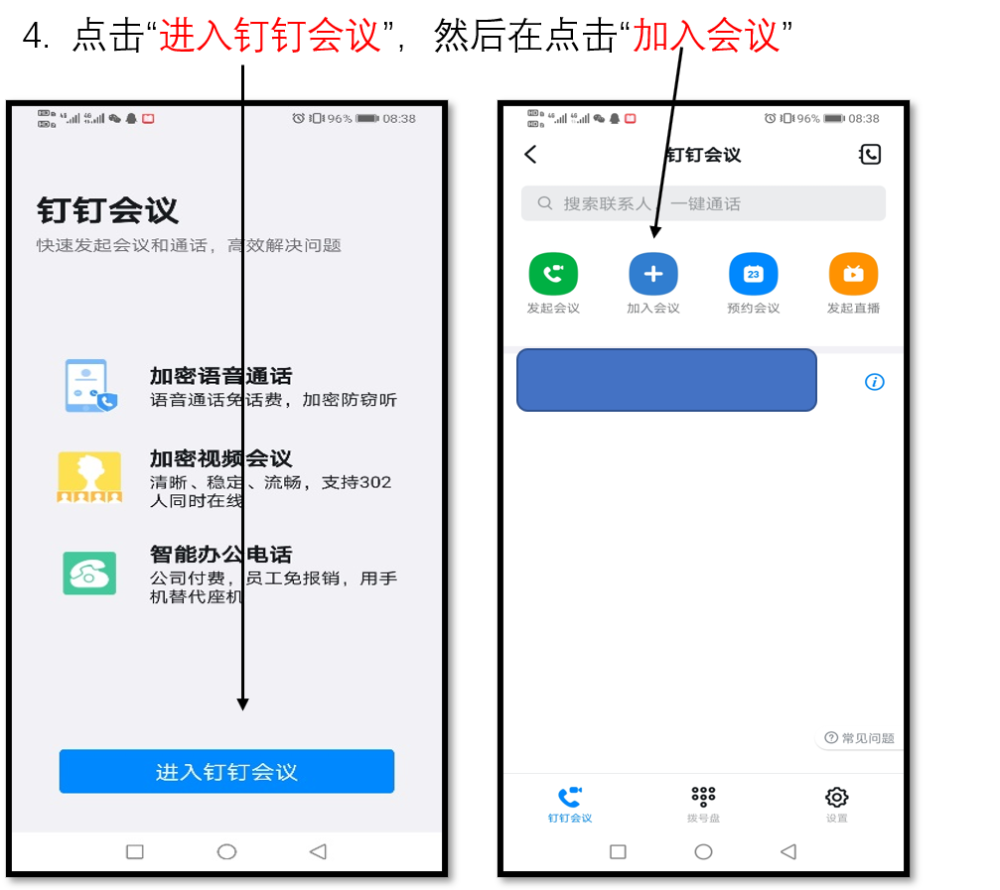 4. 点击“进入钉钉会议”，然后在点击“加入会议”
96% 08:38
钉钉会议
快速发起会议和通话，高效解决问题
加密语音通话
语音通话免话费，加密防窃听
加密视频会议
清晰、稳定、流畅，支持302
人同时在线
智能办公电话
公司付费，员工免报销，用手
机替代座机
进入钉钉会议
96% 08:38
钉钉会议
搜索联系人，一键通话
23
发起会议 加入会议 预约会议 发起直播
常见问题
钉钉会议 拨号盘 设置